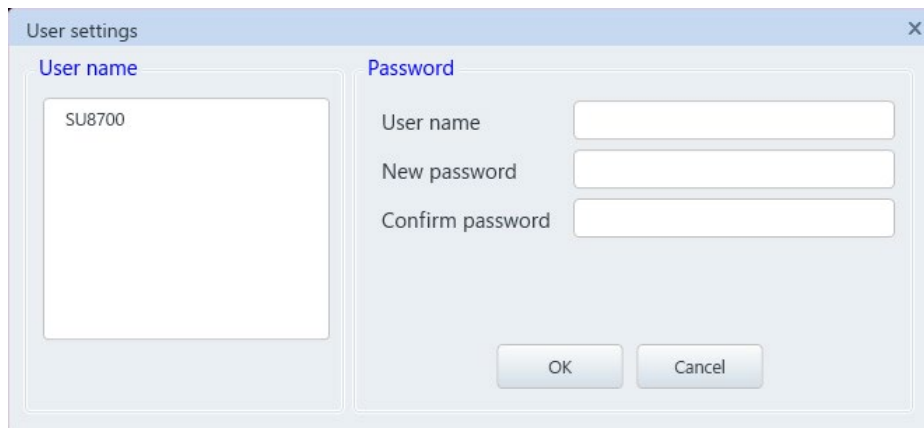 User settings
User name
SU8700
Password
User name
New password
Confirm password
OK
Cancel